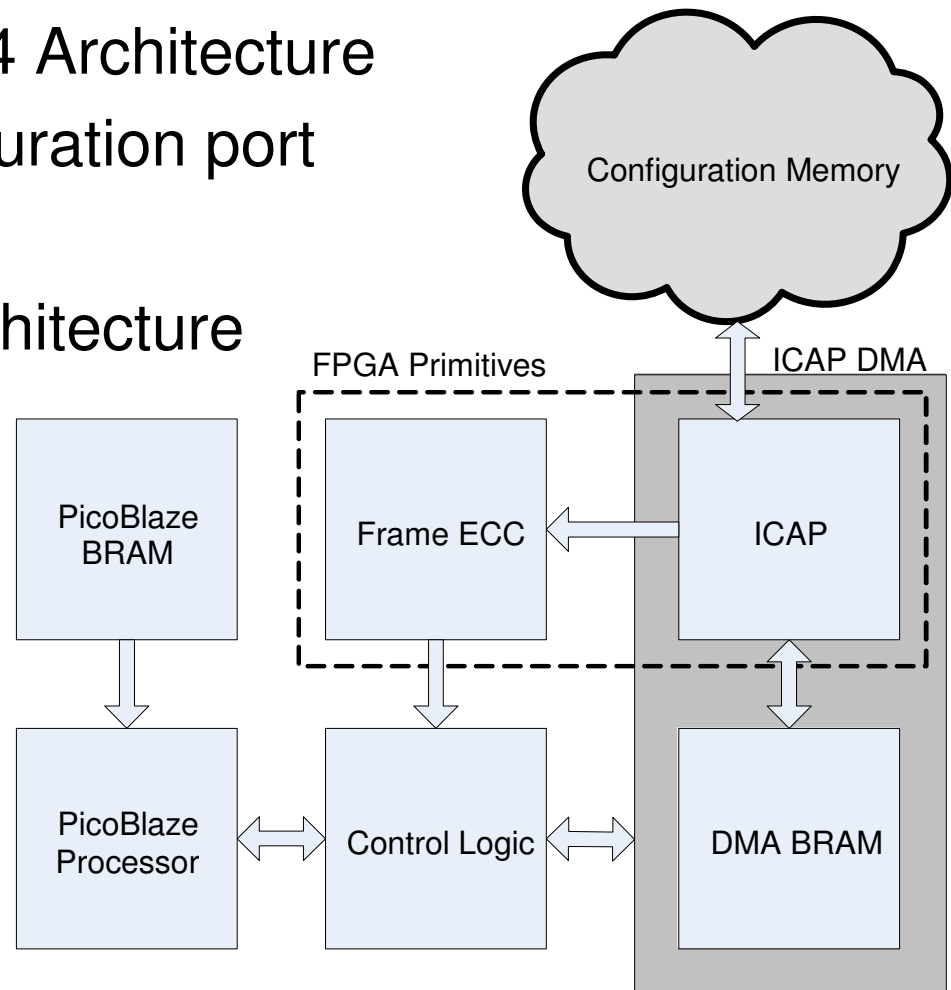 4 Architecture
uration port
hitecture
Configuration Memory
FPGA Primitives
ICAP DMA
PicoBlaze
BRAM
Frame ECC
ICAP
PicoBlaze
Processor
Control Logic
DMA BRAM